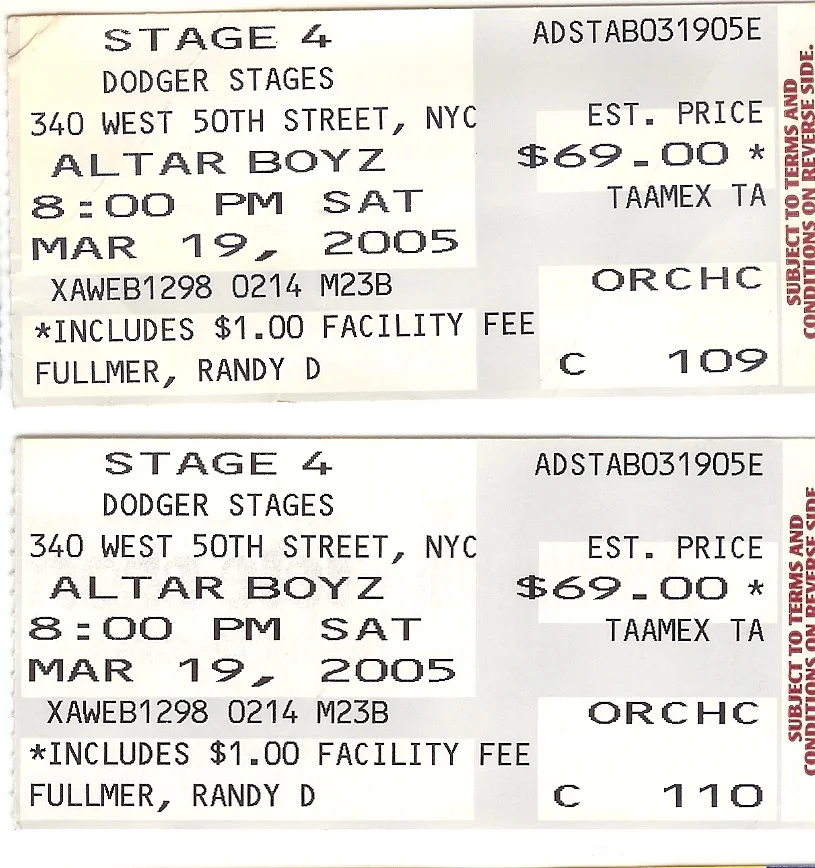 STAGE 4
DODGER STAGES
340 WEST 50TH STREET, NYC
ALTAR BOYZ
8:00 PM SAT
MAR 19, 2005
XAWEB1298 0214 M23B
*INCLUDES $1.00 FACILITY FEE
FULLMER, RANDY D
ADSTAB031905E
EST. PRICE
$69.00 *
TAAMEX TA
ORCHC
C 109
SUBJECT TO TERMS AND
CONDITIONS ON REVERSE SIDE.
STAGE 4
DODGER STAGES
340 WEST 50TH STREET, NYC
ALTAR BOYZ
8:00 PM SAT
MAR 19, 2005
XAWEB1298 0214 M23B
*INCLUDES $1.00 FACILITY FEE
FULLMER, RANDY D
ADSTAB031905E
EST. PRICE
$69.00 *
TAAMEX TA
ORCHC
C 110
SUBJECT TO TERMS AND
CONDITIONS ON REVERSE SIDE